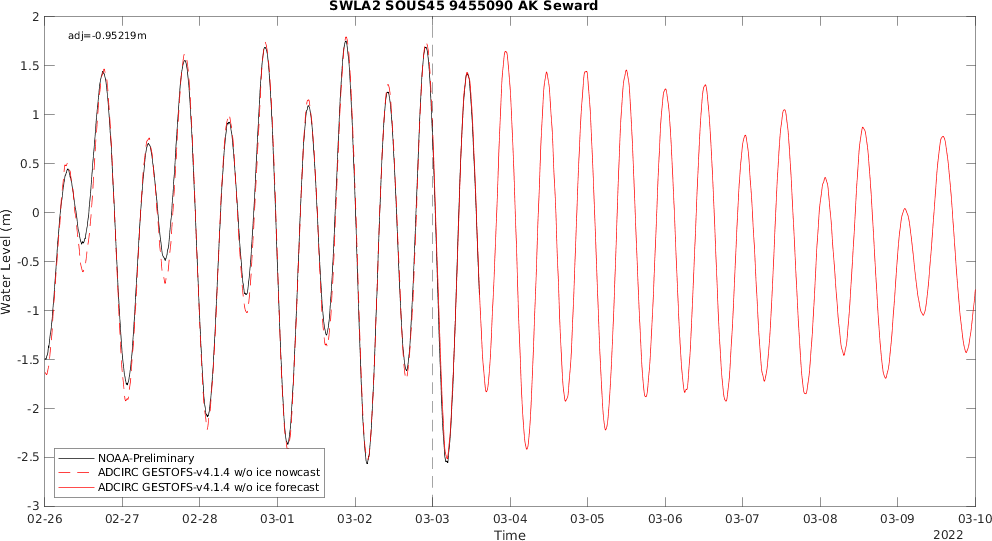 SWLA2 SOUS45 9455090 AK Seward
adj=-0.95219m
2
1.5
1
0.5
0
-0.5
-1
-1.5
-2
-2.5
-3
Water Level (m)
NOAA-Preliminary
ADCIRC GESTOFS-v4.1.4 w/o ice nowcast
ADCIRC GESTOFS-v4.1.4 w/o ice forecast
02-26 02-27 02-28 03-01 03-02 03-03 03-04 03-05 03-06 03-07 03-08 03-09 03-10
Time
2022